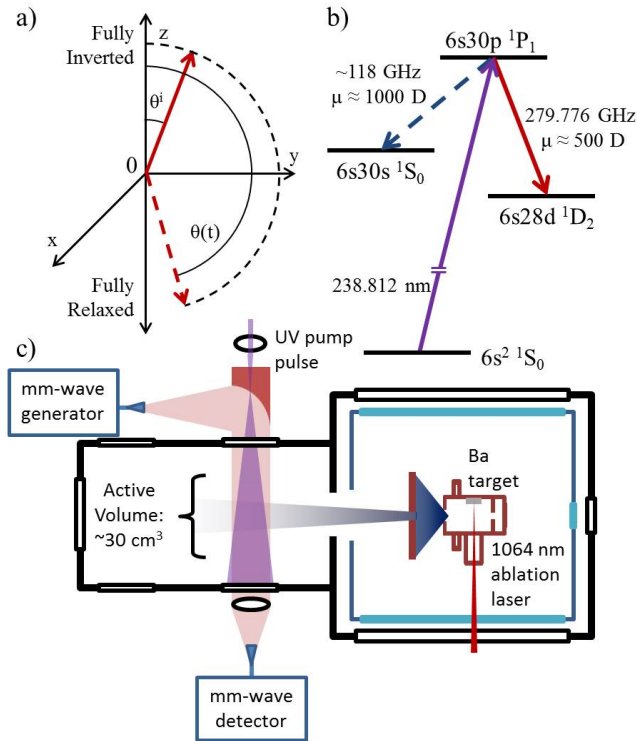 a)
Fully
Inverted
z
θⁱ
0
y
x
θ(t)
Fully
Relaxed
b)
6s30p ¹P₁
~118 GHz
μ ≈ 1000 D
279.776 GHz
μ ≈ 500 D
6s30s ¹S₀
6s28d ¹D₂
238.812 nm
6s² ¹S₀
c)
UV pump
pulse
mm-wave
generator
Active
Volume:
~30 cm³
Ba
target
1064 nm
ablation
laser
mm-wave
detector